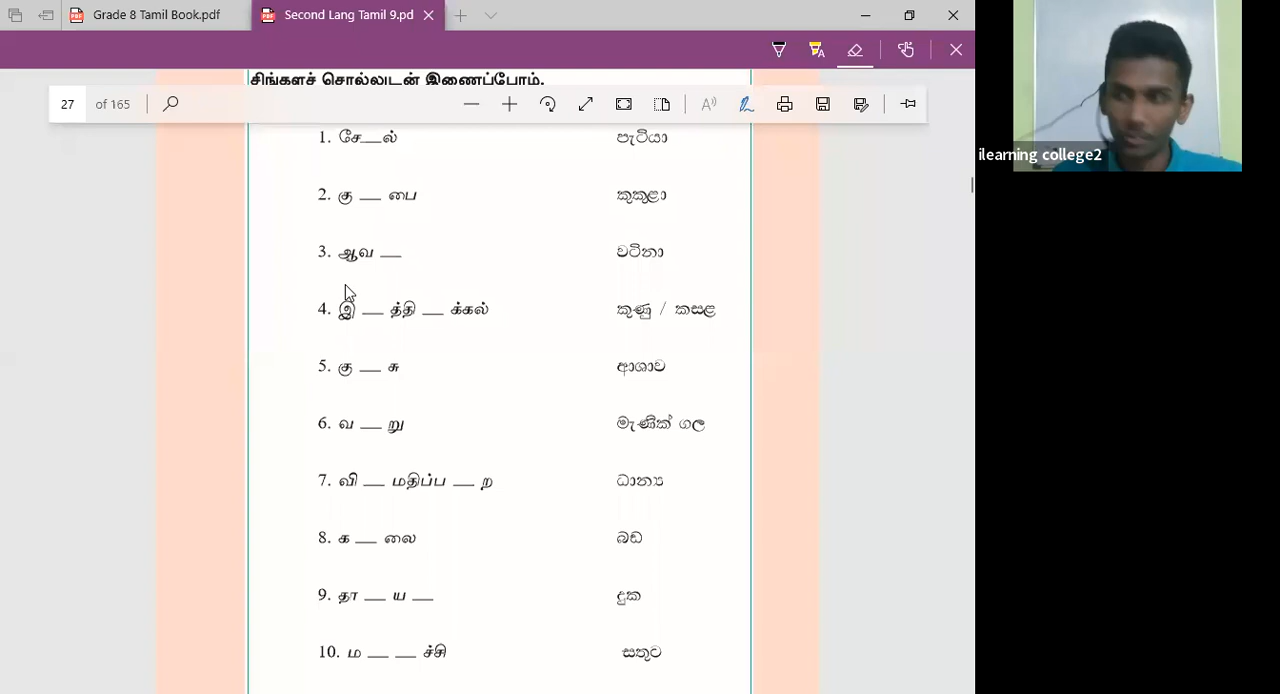 Grade 8 Tamil Book.pdf
Second Lang Tamil 9.pd
சிங்களச் சொல்லுடன் இணைப்போம்.
27 of 165
ilearning college2
1. சே__ல் පැටියා
2. கு __ பை කුකුළා
3. ஆவ __ වටිනා
4. இ __ த்தி __ க்கல் කුණු / කසළ
5. கு __ சு ආශාව
6. வ __ று මැණික් ගල
7. வி __ மதிப்ப __ ற ධාන්‍ය
8. க __ லை බඩ
9. தா __ ய __ දුක
10. ம __ __ ச்சி සතුට